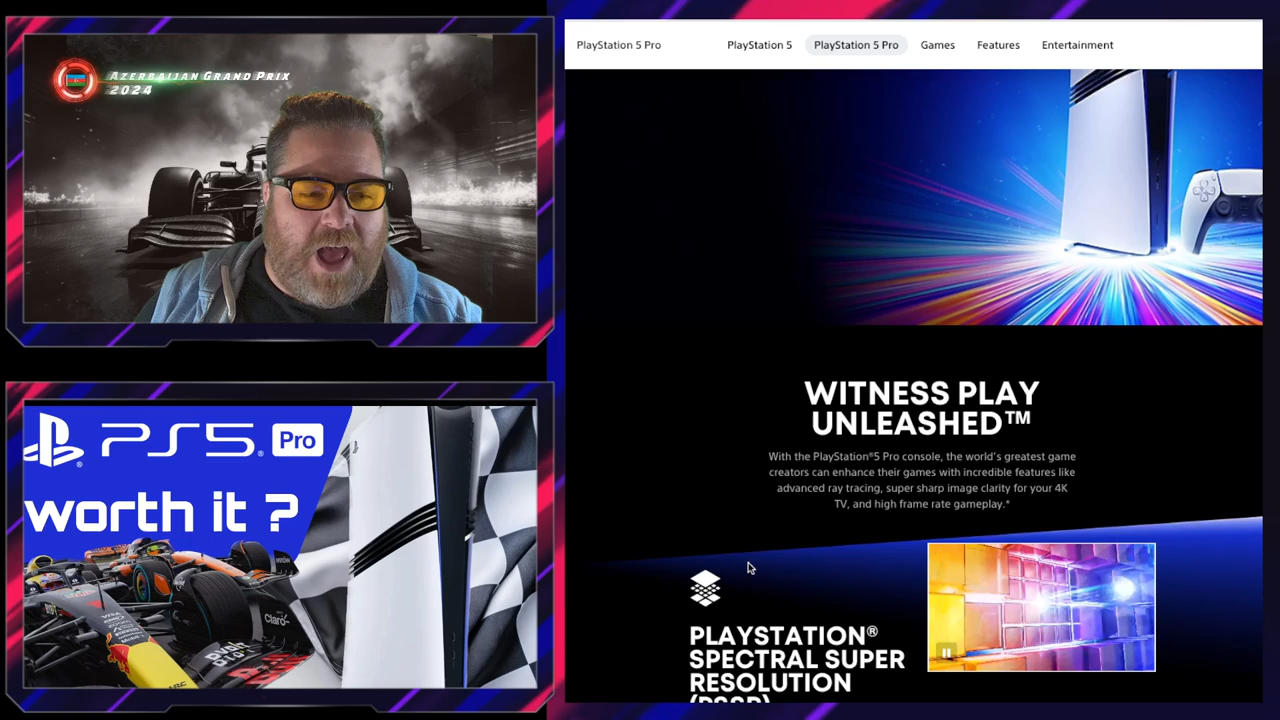 AZERBAIJAN GRAND PRIX
2024
PS5 Pro
worth it ?
Claro
PlayStation 5 Pro
PlayStation 5
PlayStation 5 Pro
Games
Features
Entertainment
WITNESS PLAY
UNLEASHED™
With the PlayStation®5 Pro console, the world's greatest game
creators can enhance their games with incredible features like
advanced ray tracing, super sharp image clarity for your 4K
TV, and high frame rate gameplay.*
PLAYSTATION®
SPECTRAL SUPER
RESOLUTION
(PSSR)